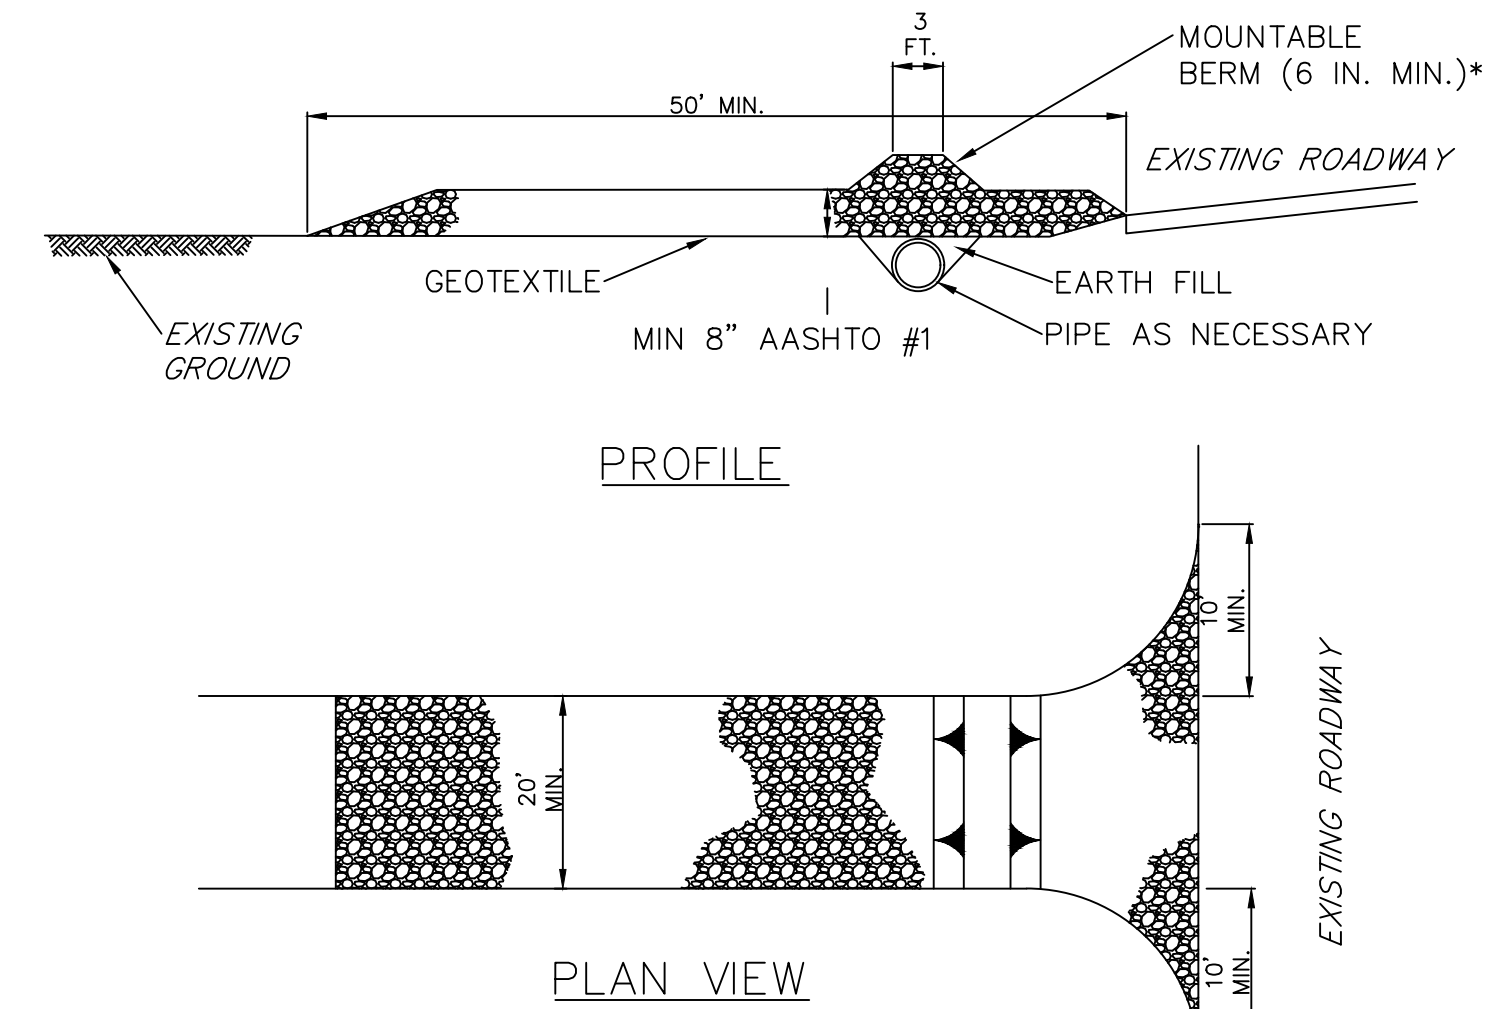 3
FT.
MOUNTABLE
BERM (6 IN. MIN.)*
50' MIN.
EXISTING ROADWAY
GEOTEXTILE
EARTH FILL
EXISTING
GROUND
MIN 8" AASHTO #1
PIPE AS NECESSARY
PROFILE
10'
MIN.
20'
MIN.
EXISTING ROADWAY
10'
MIN.
PLAN VIEW